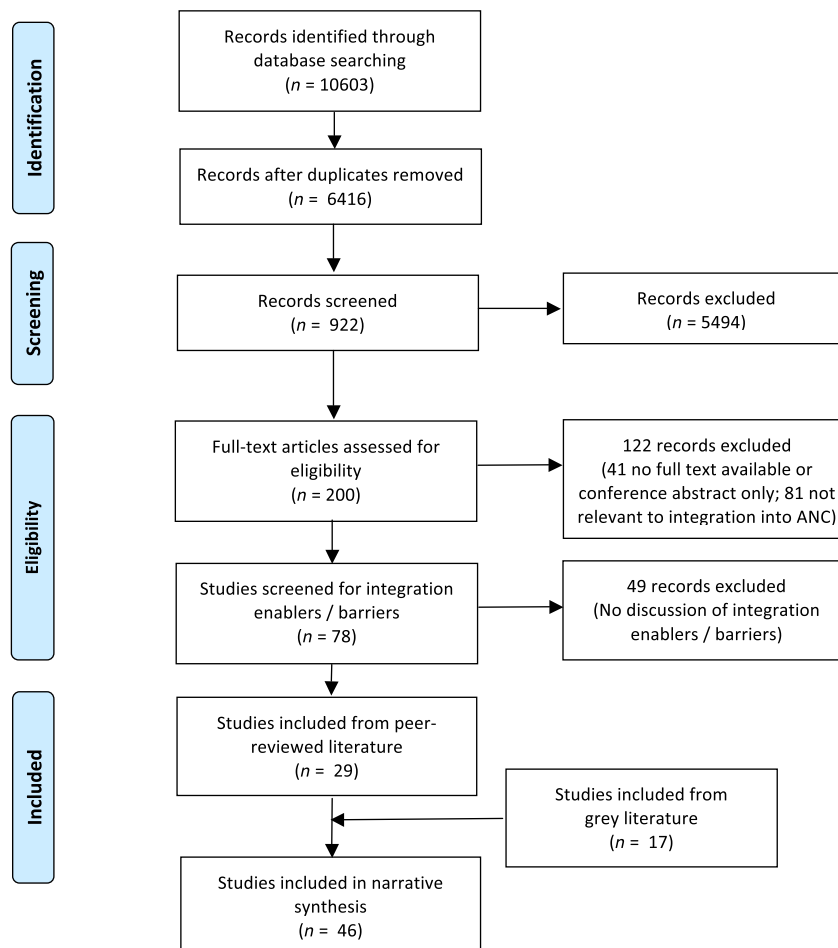 Identification
Records identified through
database searching
(n = 10603)
Records after duplicates removed
(n = 6416)
Screening
Records screened
(n = 922)
Records excluded
(n = 5494)
Eligibility
Full-text articles assessed for
eligibility
(n = 200)
122 records excluded
(41 no full text available or
conference abstract only; 81 not
relevant to integration into ANC)
Studies screened for integration
enablers / barriers
(n = 78)
49 records excluded
(No discussion of integration
enablers / barriers)
Included
Studies included from peer-
reviewed literature
(n = 29)
Studies included from
grey literature
(n = 17)
Studies included in narrative
synthesis
(n = 46)